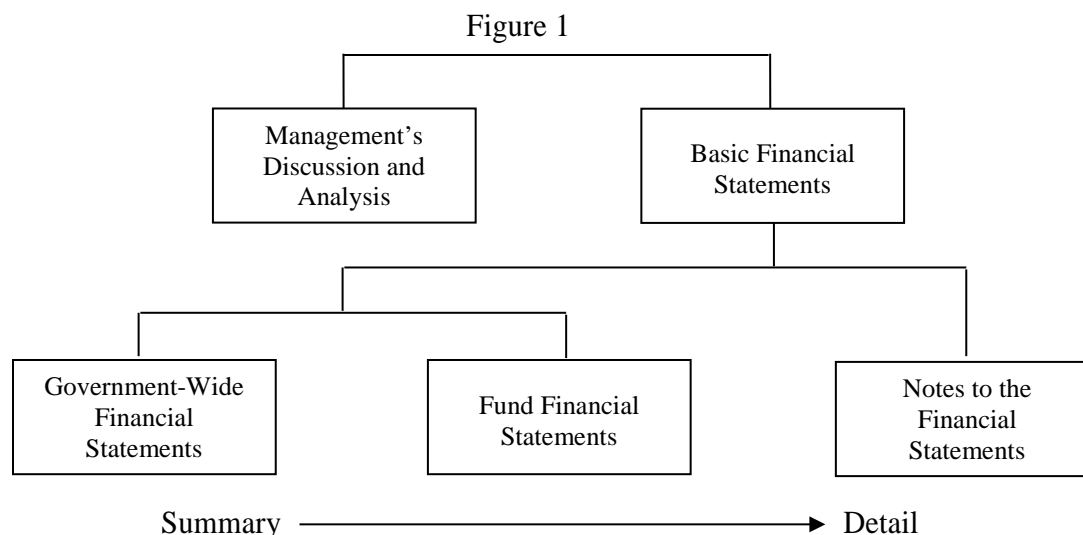 Figure 1
Management’s
Discussion and
Analysis
Basic Financial
Statements
Government-Wide
Financial
Statements
Fund Financial
Statements
Notes to the
Financial
Statements
Summary
Detail